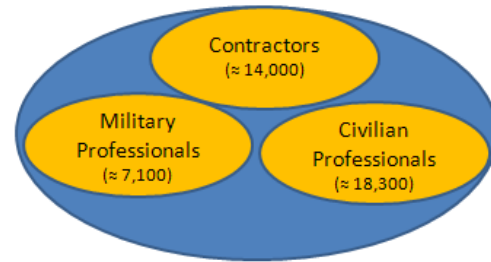 Contractors
(≈ 14,000)
Military
Professionals
(≈ 7,100)
Civilian
Professionals
(≈ 18,300)